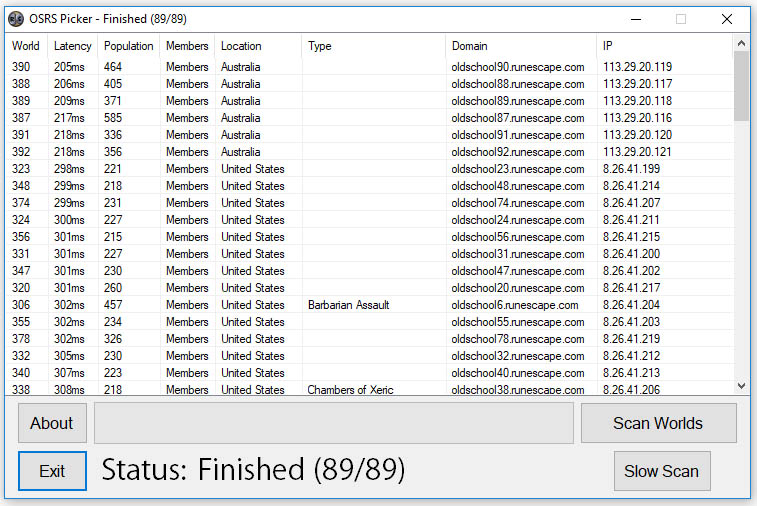 OSRS Picker - Finished (89/89)
World Latency Population Members Location Type Domain IP
390 205ms 464 Members Australia oldschool90.runescape.com 113.29.20.119
388 206ms 405 Members Australia oldschool88.runescape.com 113.29.20.117
389 209ms 371 Members Australia oldschool89.runescape.com 113.29.20.118
387 217ms 585 Members Australia oldschool87.runescape.com 113.29.20.116
391 218ms 336 Members Australia oldschool91.runescape.com 113.29.20.120
392 218ms 356 Members Australia oldschool92.runescape.com 113.29.20.121
323 298ms 221 Members United States oldschool23.runescape.com 8.26.41.199
348 299ms 218 Members United States oldschool48.runescape.com 8.26.41.214
374 299ms 231 Members United States oldschool74.runescape.com 8.26.41.207
324 300ms 227 Members United States oldschool24.runescape.com 8.26.41.211
356 301ms 215 Members United States oldschool56.runescape.com 8.26.41.215
331 301ms 227 Members United States oldschool31.runescape.com 8.26.41.200
347 301ms 230 Members United States oldschool47.runescape.com 8.26.41.202
320 301ms 260 Members United States oldschool20.runescape.com 8.26.41.217
306 302ms 457 Members United States Barbarian Assault oldschool6.runescape.com 8.26.41.204
355 302ms 234 Members United States oldschool55.runescape.com 8.26.41.203
378 302ms 326 Members United States oldschool78.runescape.com 8.26.41.219
332 305ms 230 Members United States oldschool32.runescape.com 8.26.41.212
340 307ms 223 Members United States oldschool40.runescape.com 8.26.41.213
338 308ms 218 Members United States Chambers of Xeric oldschool38.runescape.com 8.26.41.206
About Scan Worlds
Exit Status: Finished (89/89) Slow Scan